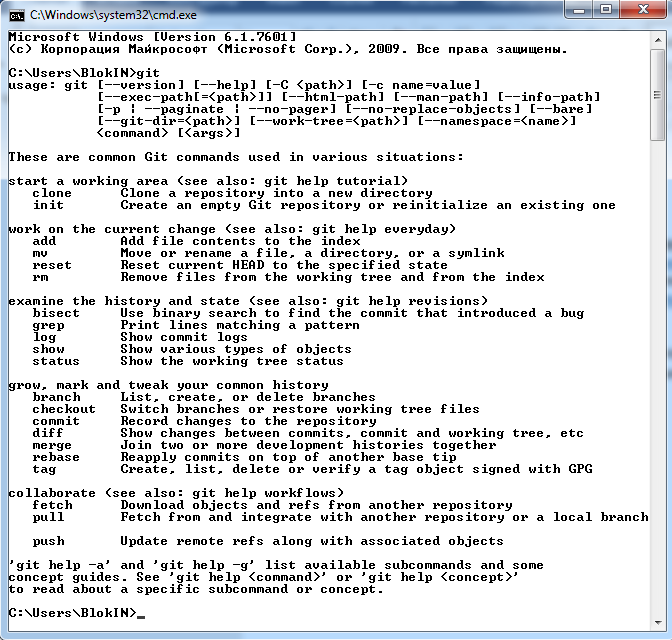 C:\Windows\system32\cmd.exe
Microsoft Windows [Version 6.1.7601]
(c) Корпорация Майкрософт (Microsoft Corp.), 2009. Все права защищены.
C:\Users\BlokIN>git
usage: git [--version] [--help] [-C <path>] [-c name=value]
           [--exec-path[=<path>]] [--html-path] [--man-path] [--info-path]
           [-p ¦ --paginate ¦ --no-pager] [--no-replace-objects] [--bare]
           [--git-dir=<path>] [--work-tree=<path>] [--namespace=<name>]
           <command> [<args>]
These are common Git commands used in various situations:
start a working area (see also: git help tutorial)
   clone      Clone a repository into a new directory
   init       Create an empty Git repository or reinitialize an existing one
work on the current change (see also: git help everyday)
   add        Add file contents to the index
   mv         Move or rename a file, a directory, or a symlink
   reset      Reset current HEAD to the specified state
   rm         Remove files from the working tree and from the index
examine the history and state (see also: git help revisions)
   bisect     Use binary search to find the commit that introduced a bug
   grep       Print lines matching a pattern
   log        Show commit logs
   show       Show various types of objects
   status     Show the working tree status
grow, mark and tweak your common history
   branch     List, create, or delete branches
   checkout   Switch branches or restore working tree files
   commit     Record changes to the repository
   diff       Show changes between commits, commit and working tree, etc
   merge      Join two or more development histories together
   rebase     Reapply commits on top of another base tip
   tag        Create, list, delete or verify a tag object signed with GPG
collaborate (see also: git help workflows)
   fetch      Download objects and refs from another repository
   pull       Fetch from and integrate with another repository or a local branch
   push       Update remote refs along with associated objects
'git help -a' and 'git help -g' list available subcommands and some
concept guides. See 'git help <command>' or 'git help <concept>'
to read about a specific subcommand or concept.
C:\Users\BlokIN>_